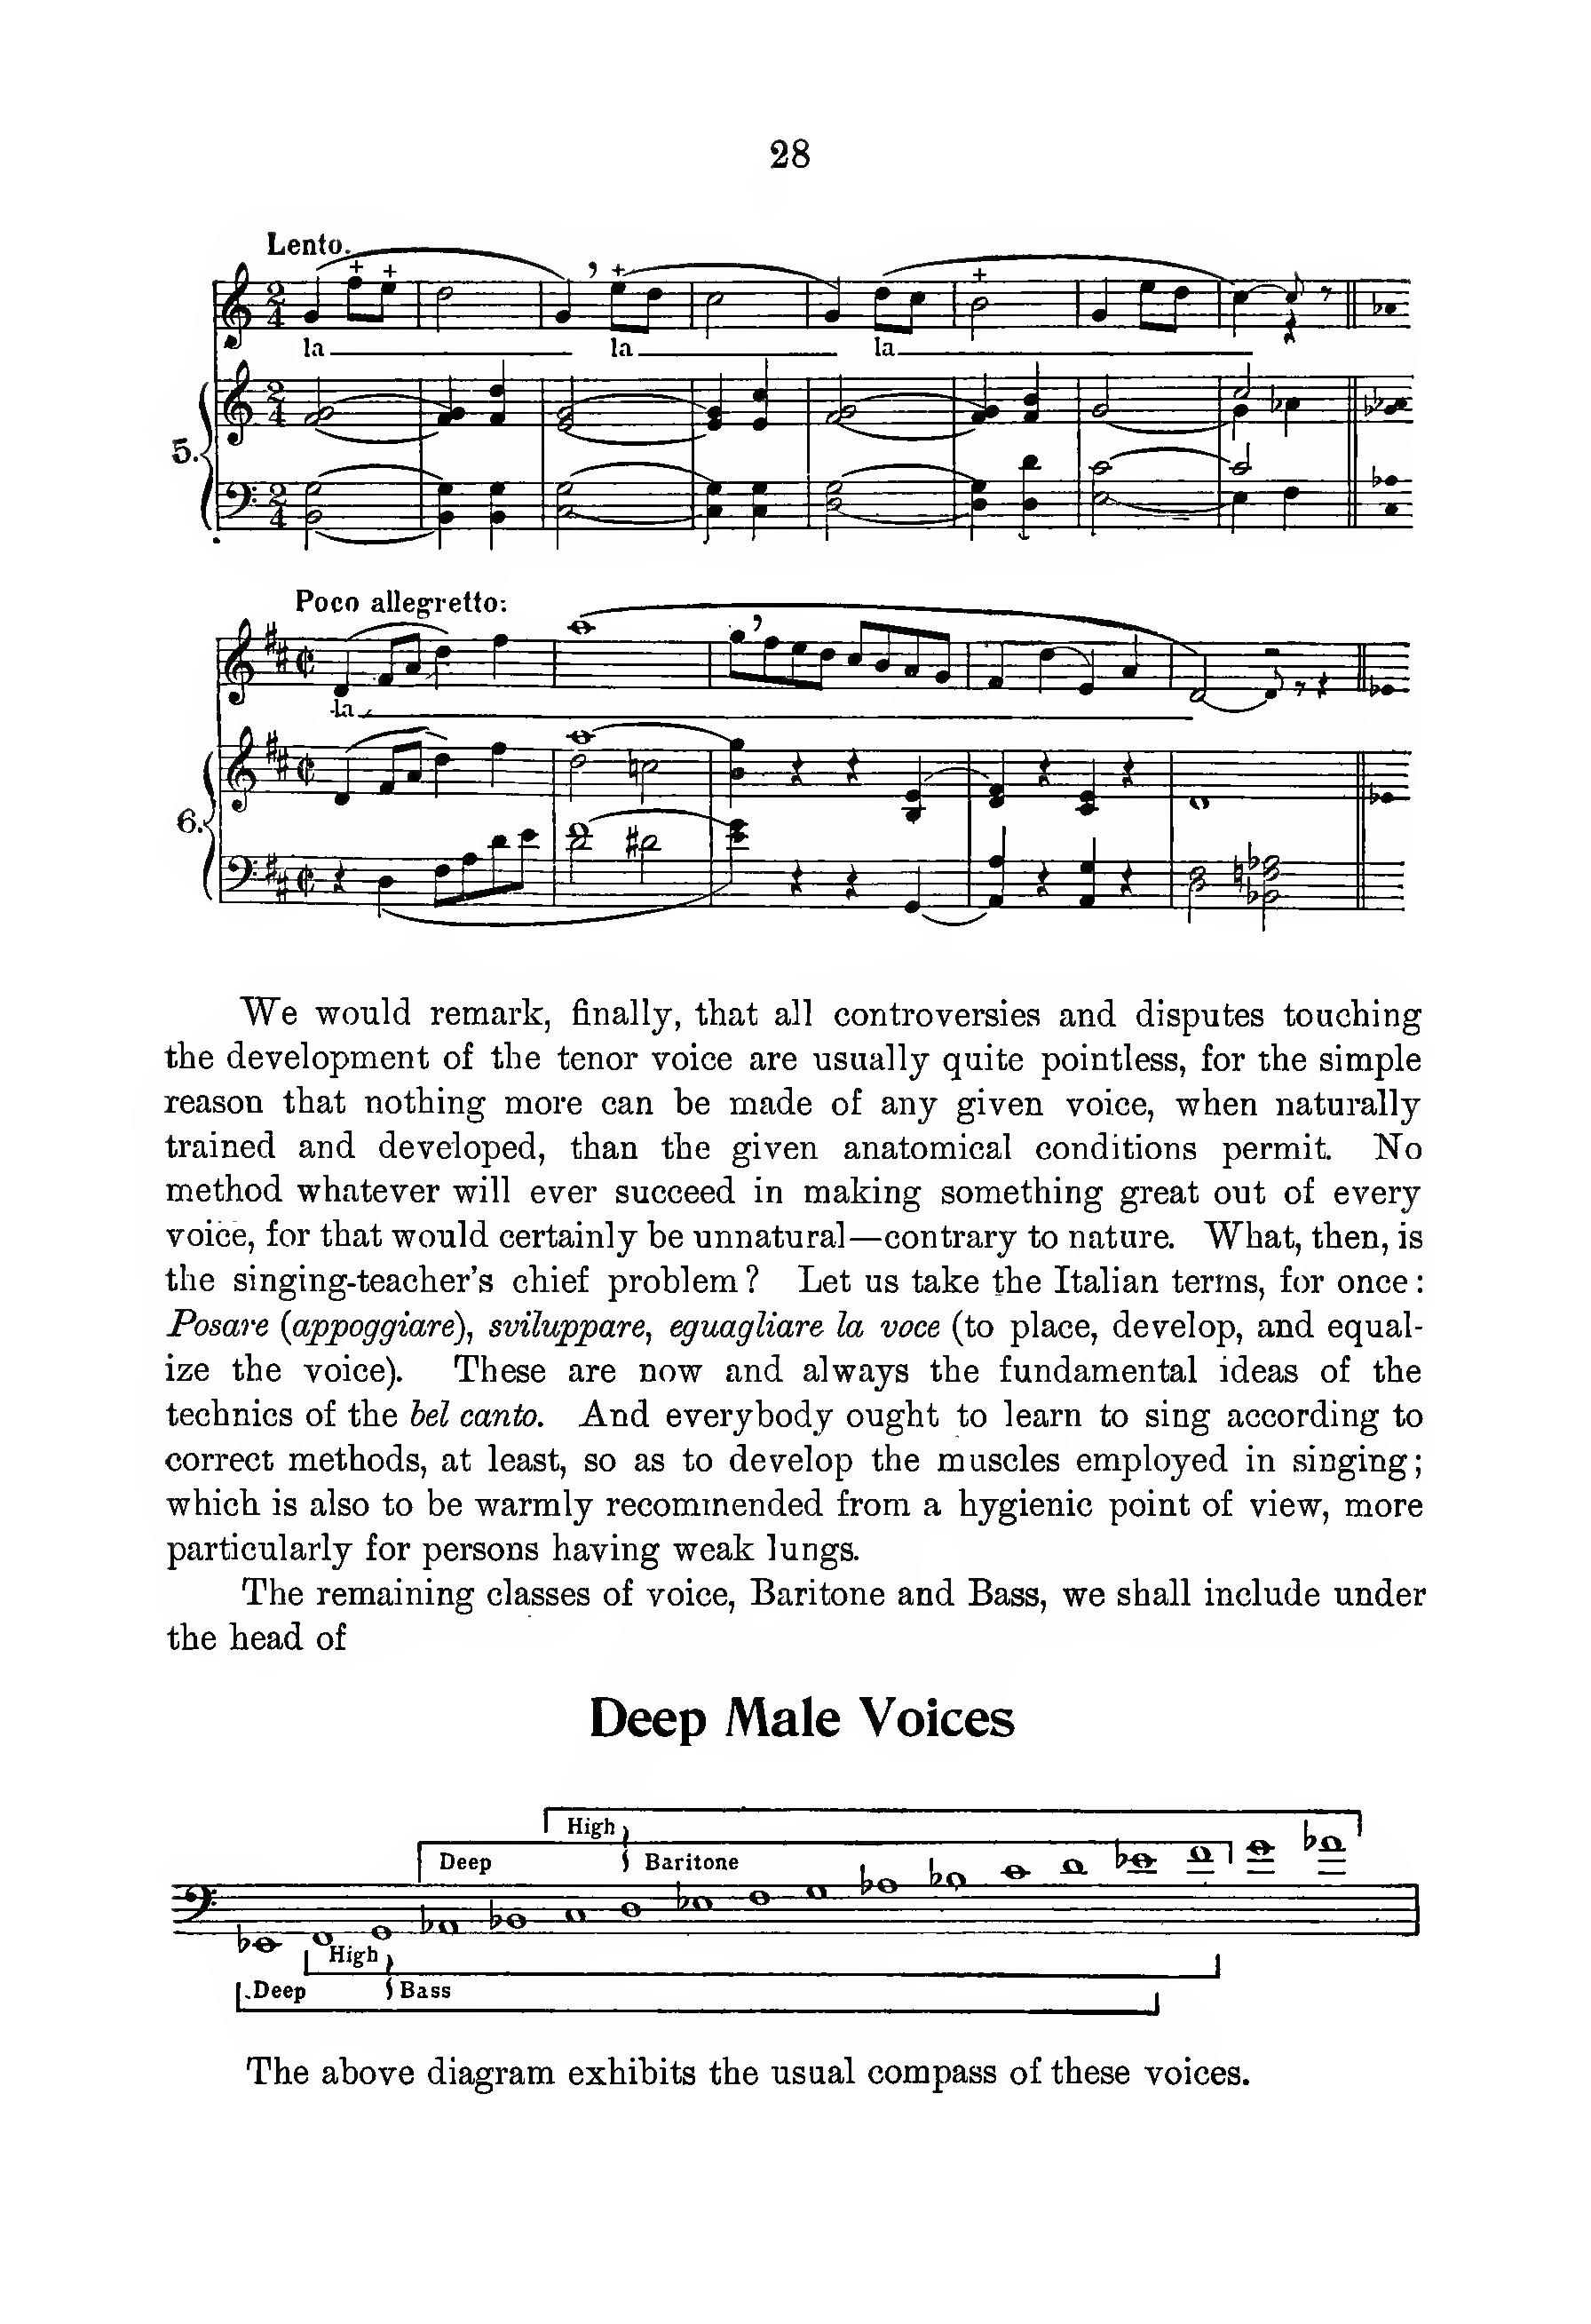 28
Lento.
la la la
5.
Poco allegretto:
la
6.
We would remark, finally, that all controversies and disputes touching
the development of the tenor voice are usually quite pointless, for the simple
reason that nothing more can be made of any given voice, when naturally
trained and developed, than the given anatomical conditions permit. No
method whatever will ever succeed in making something great out of every
voice, for that would certainly be unnatural—contrary to nature. What, then, is
the singing-teacher's chief problem? Let us take the Italian terms, for once:
Posare (appoggiare), sviluppare, eguagliare la voce (to place, develop, and equal-
ize the voice). These are now and always the fundamental ideas of the
technics of the bel canto. And everybody ought to learn to sing according to
correct methods, at least, so as to develop the muscles employed in singing;
which is also to be warmly recommended from a hygienic point of view, more
particularly for persons having weak lungs.
The remaining classes of voice, Baritone and Bass, we shall include under
the head of
Deep Male Voices
High
Deep Baritone
High
Deep Bass
The above diagram exhibits the usual compass of these voices.